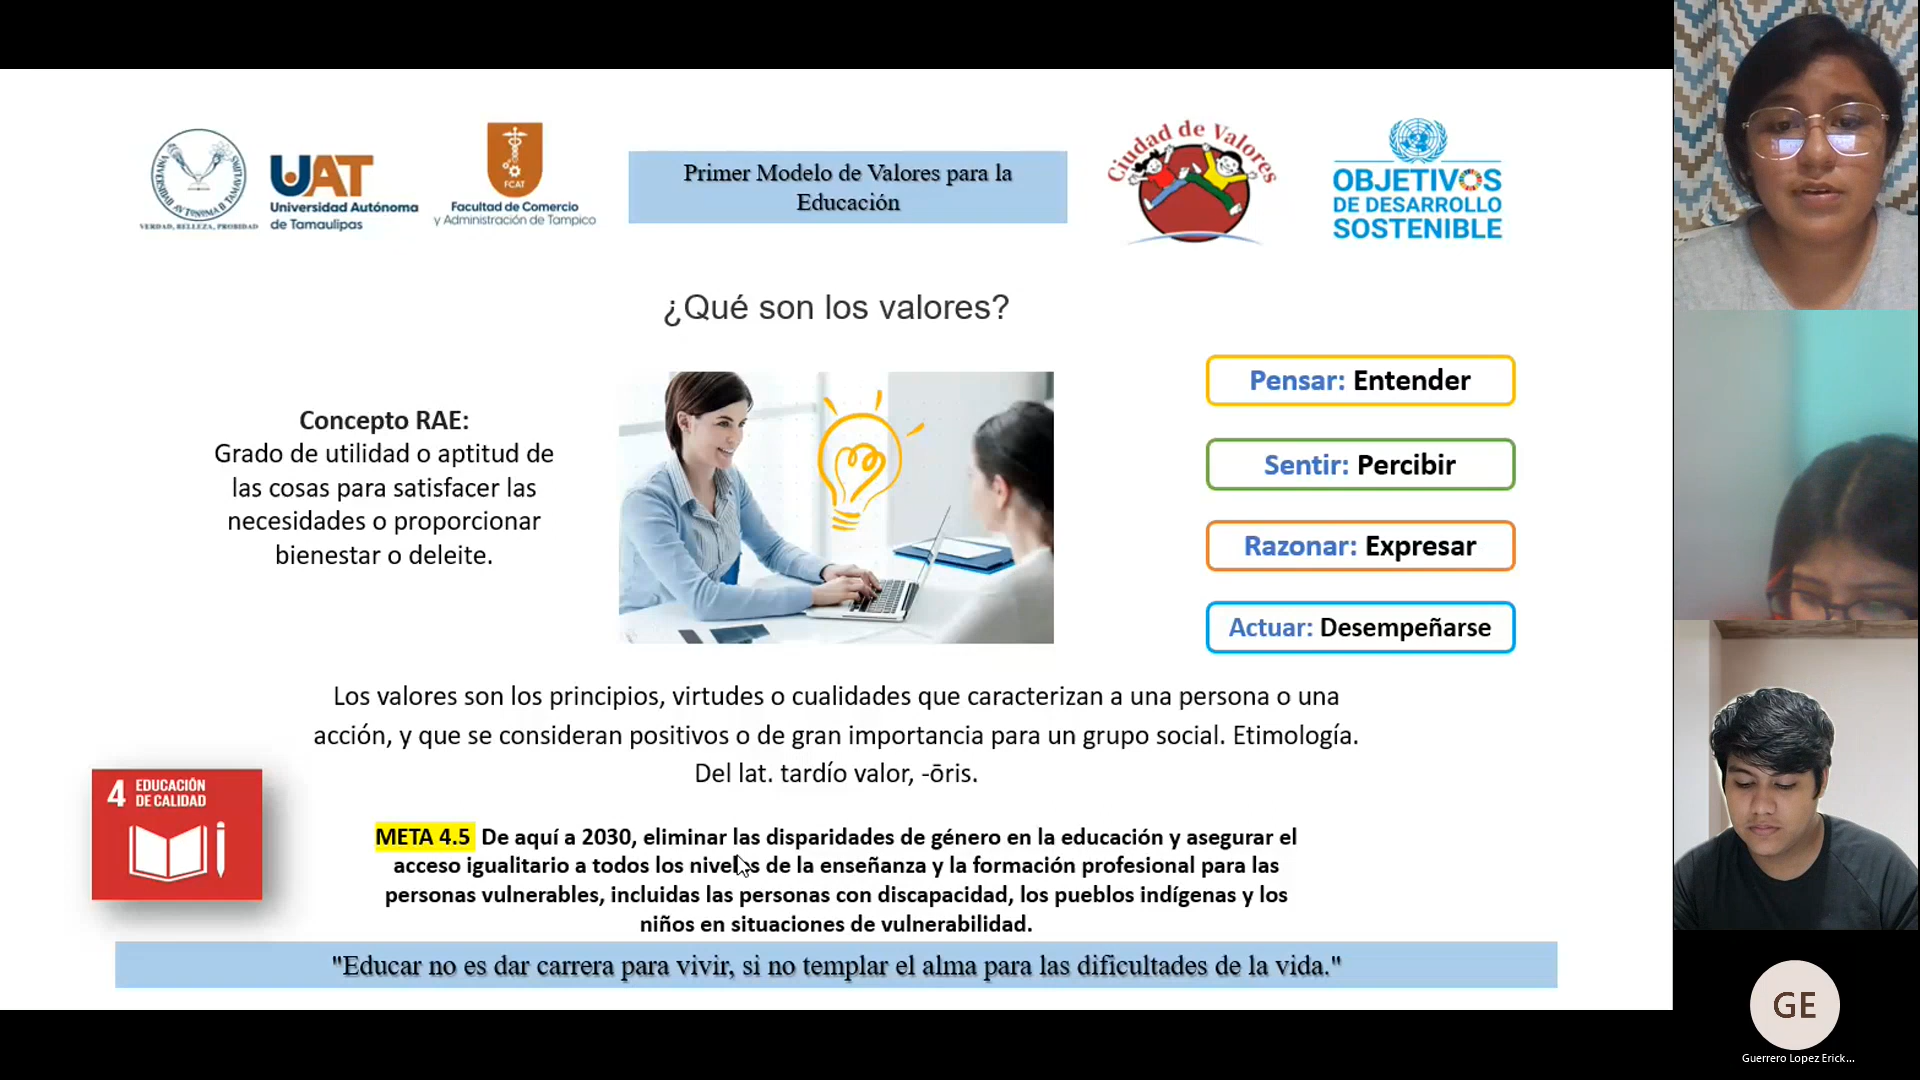 UNIVERSIDAD AUTONOMA DE TAMAULIPAS
VERDAD, BELLEZA, PROBIDAD
UAT
Universidad Autónoma
de Tamaulipas
FCAT
Facultad de Comercio
y Administración de Tampico
Primer Modelo de Valores para la
Educación
Ciudad de Valores
OBJETIVOS
DE DESARROLLO
SOSTENIBLE
¿Qué son los valores?
Concepto RAE:
Grado de utilidad o aptitud de
las cosas para satisfacer las
necesidades o proporcionar
bienestar o deleite.
Pensar: Entender
Sentir: Percibir
Razonar: Expresar
Actuar: Desempeñarse
Los valores son los principios, virtudes o cualidades que caracterizan a una persona o una
acción, y que se consideran positivos o de gran importancia para un grupo social. Etimología.
Del lat. tardío valor, -ōris.
4 EDUCACIÓN
DE CALIDAD
META 4.5 De aquí a 2030, eliminar las disparidades de género en la educación y asegurar el
acceso igualitario a todos los niveles de la enseñanza y la formación profesional para las
personas vulnerables, incluidas las personas con discapacidad, los pueblos indígenas y los
niños en situaciones de vulnerabilidad.
"Educar no es dar carrera para vivir, si no templar el alma para las dificultades de la vida."
GE
Guerrero Lopez Erick...